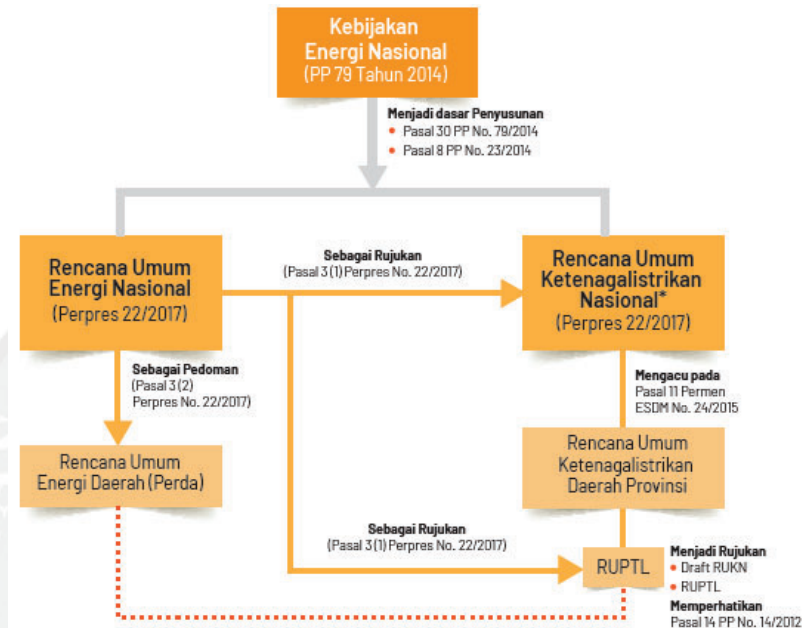 Kebijakan
Energi Nasional
(PP 79 Tahun 2014)
Menjadi dasar Penyusunan
• Pasal 30 PP No. 79/2014
• Pasal 8 PP No. 23/2014
Rencana Umum
Energi Nasional
(Perpres 22/2017)
Sebagai Rujukan
(Pasal 3 (1) Perpres No. 22/2017)
Rencana Umum
Ketenagalistrikan
Nasional*
(Perpres 22/2017)
Sebagai Pedoman
(Pasal 3 (2)
Perpres No. 22/2017)
Mengacu pada
Pasal 11 Permen
ESDM No. 24/2015
Rencana Umum
Energi Daerah (Perda)
Rencana Umum
Ketenagalistrikan
Daerah Provinsi
Sebagai Rujukan
(Pasal 3 (1) Perpres No. 22/2017)
RUPTL
Menjadi Rujukan
• Draft RUKN
• RUPTL
Memperhatikan
Pasal 14 PP No. 14/2012